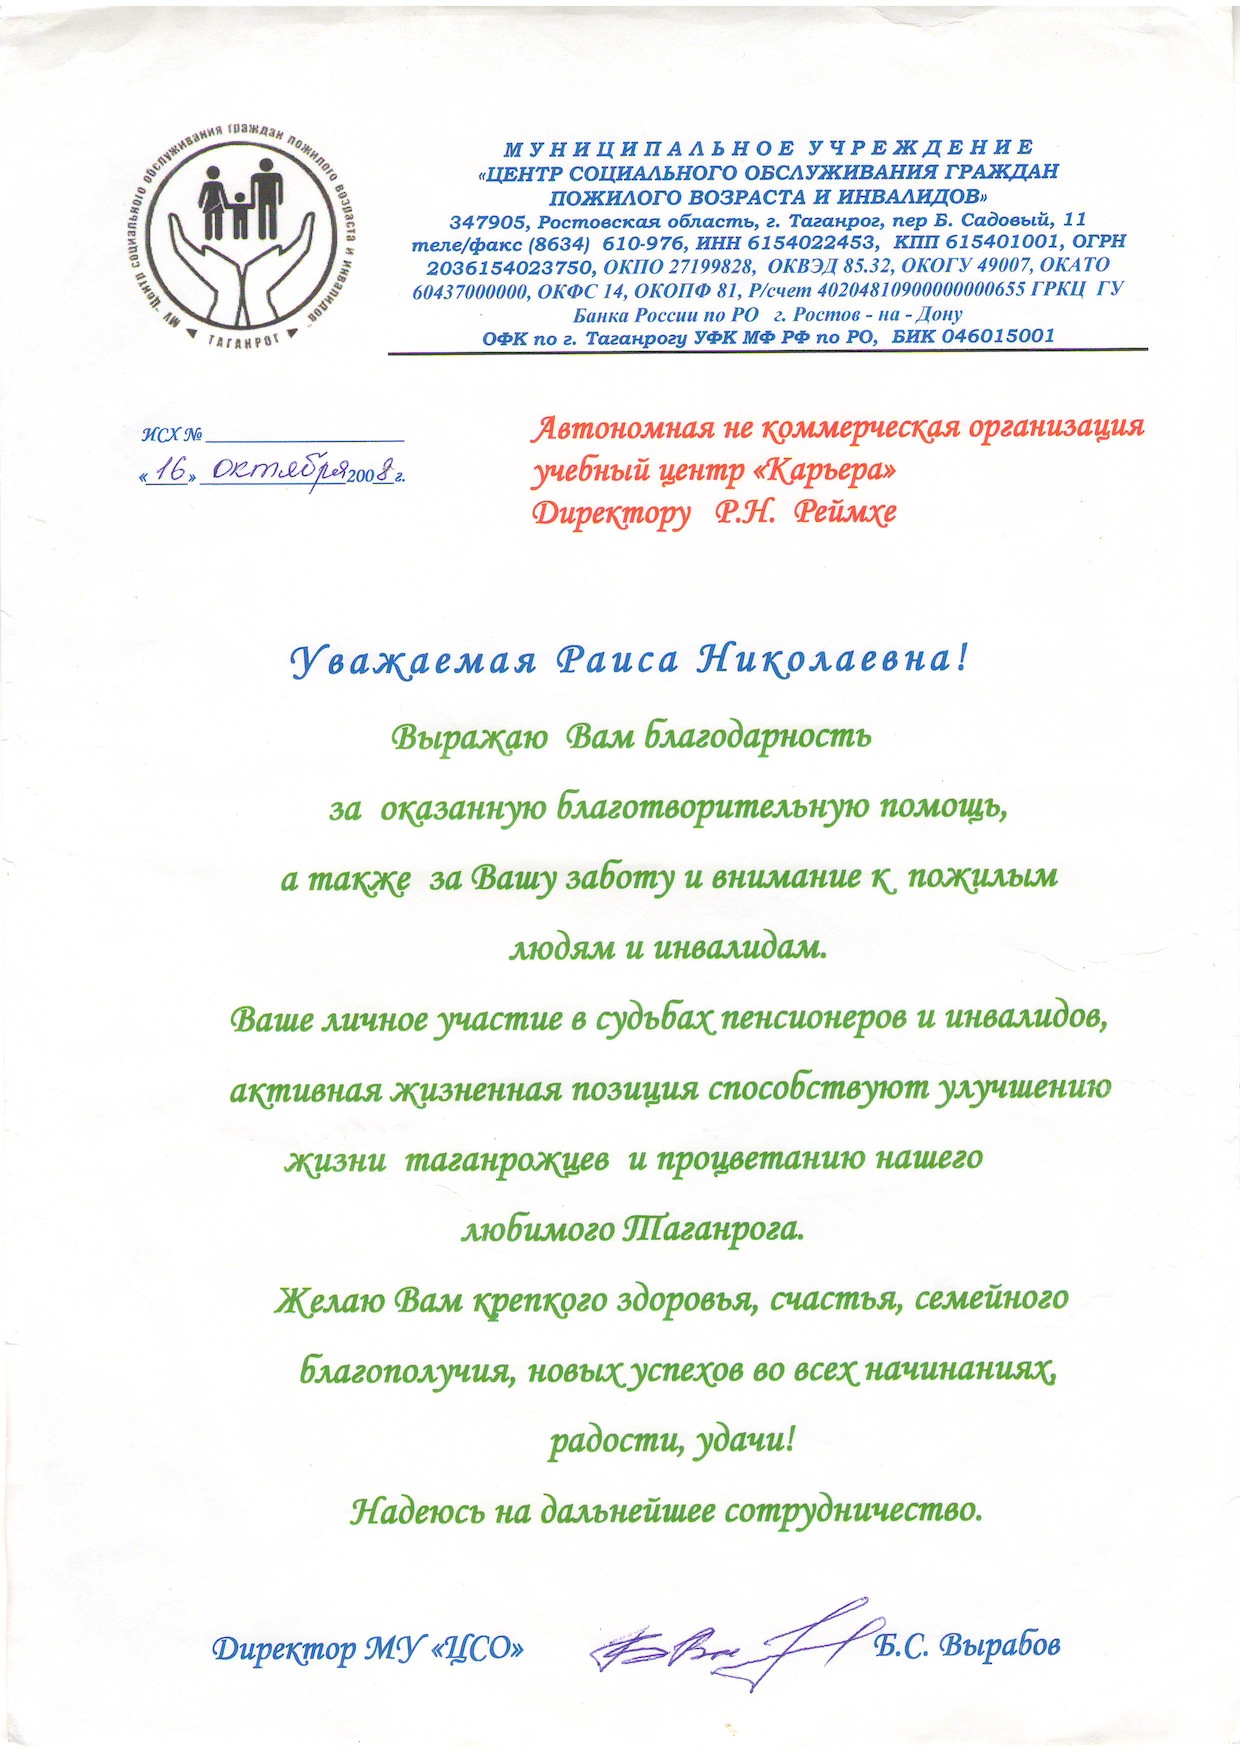 МУ "Центр социального обслуживания граждан пожилого возраста и инвалидов"
ТАГАНРОГ
МУНИЦИПАЛЬНОЕ УЧРЕЖДЕНИЕ
«ЦЕНТР СОЦИАЛЬНОГО ОБСЛУЖИВАНИЯ ГРАЖДАН
ПОЖИЛОГО ВОЗРАСТА И ИНВАЛИДОВ»
347905, Ростовская область, г. Таганрог, пер Б. Садовый, 11
теле/факс (8634) 610-976, ИНН 6154022453, КПП 615401001, ОГРН
2036154023750, ОКПО 27199828, ОКВЭД 85.32, ОКОГУ 49007, ОКАТО
60437000000, ОКФС 14, ОКОПФ 81, Р/счет 40204810900000000655 ГРКЦ ГУ
Банка России по РО г. Ростов - на - Дону
ОФК по г. Таганрогу УФК МФ РФ по РО, БИК 046015001
ИСХ № ____________________
«16» октября 2008 г.
Автономная не коммерческая организация
учебный центр «Карьера»
Директору Р.Н. Реймхе
Уважаемая Раиса Николаевна!
Выражаю Вам благодарность
за оказанную благотворительную помощь,
а также за Вашу заботу и внимание к пожилым
людям и инвалидам.
Ваше личное участие в судьбах пенсионеров и инвалидов,
активная жизненная позиция способствуют улучшению
жизни таганрожцев и процветанию нашего
любимого Таганрога.
Желаю Вам крепкого здоровья, счастья, семейного
благополучия, новых успехов во всех начинаниях,
радости, удачи!
Надеюсь на дальнейшее сотрудничество.
Директор МУ «ЦСО» Б.С. Вырабов